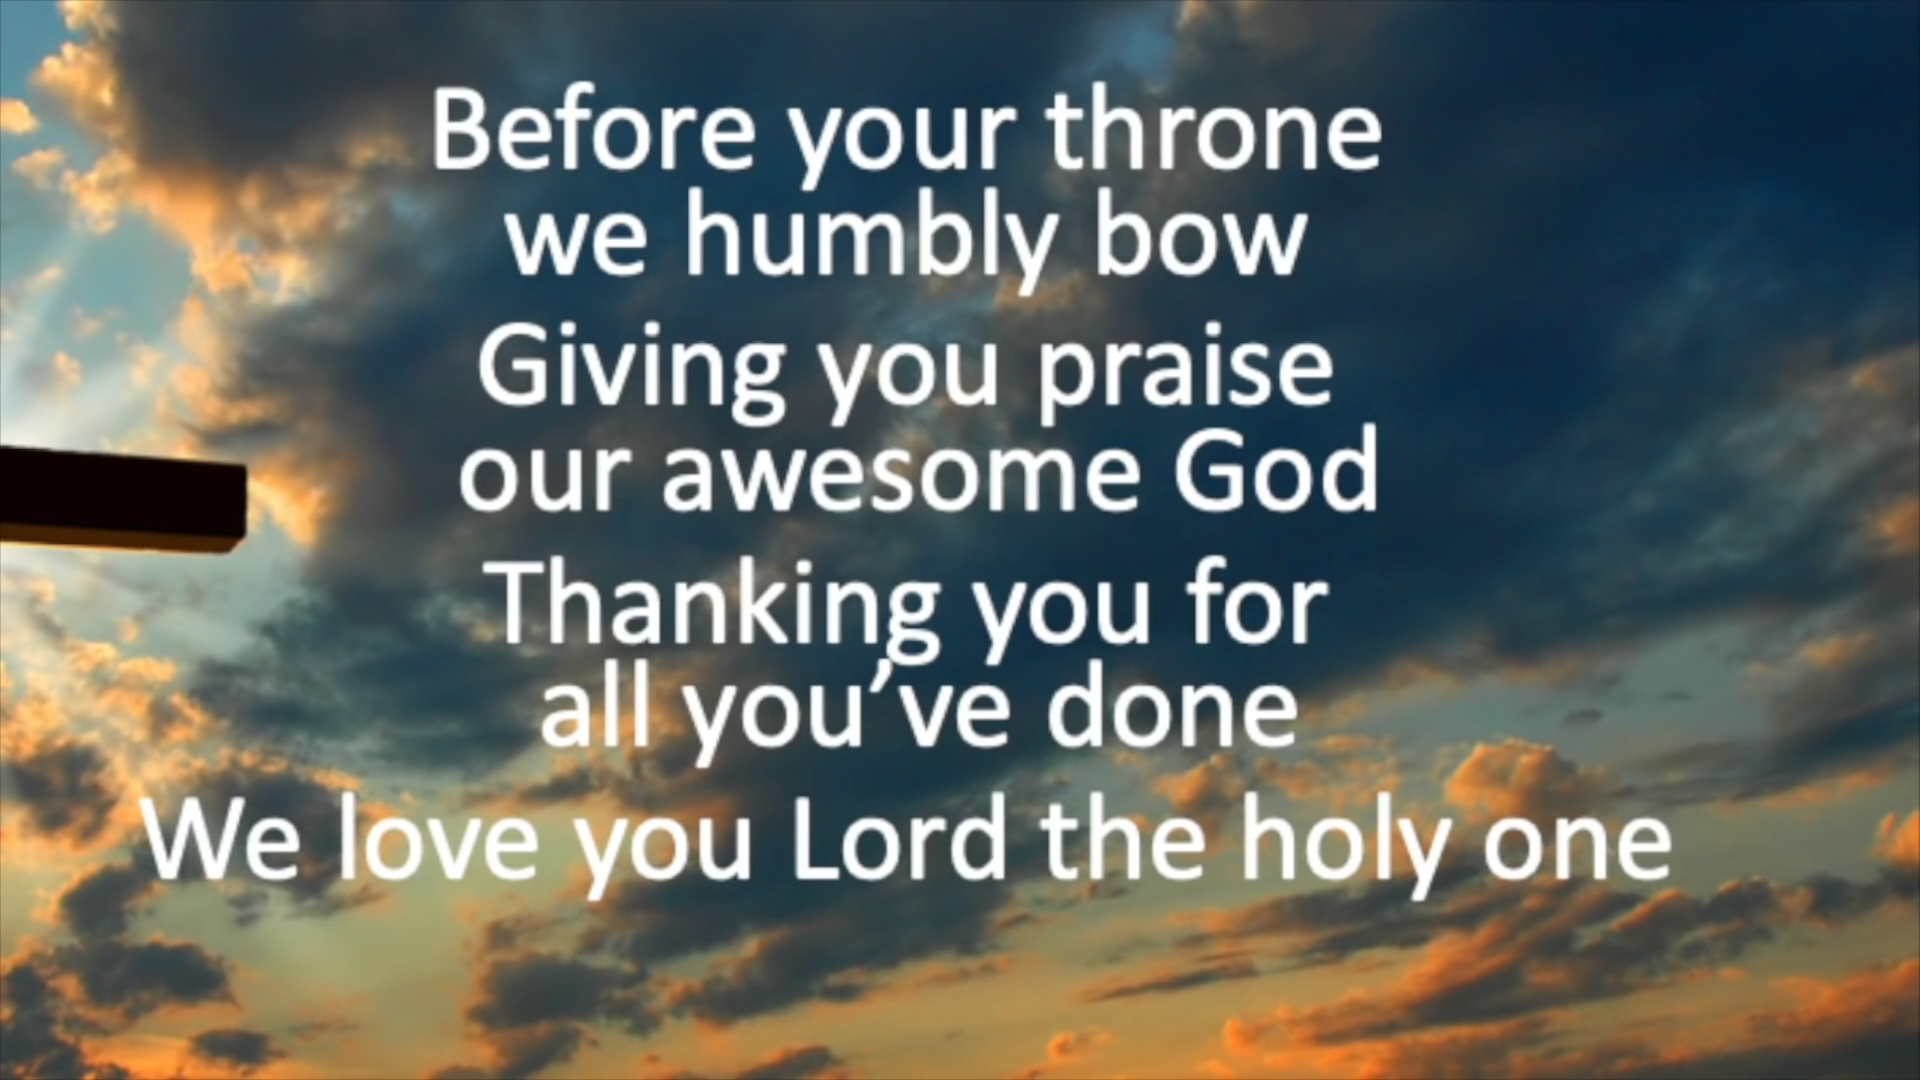 Before your throne
we humbly bow
Giving you praise
our awesome God
Thanking you for
all you've done
We love you Lord the holy one